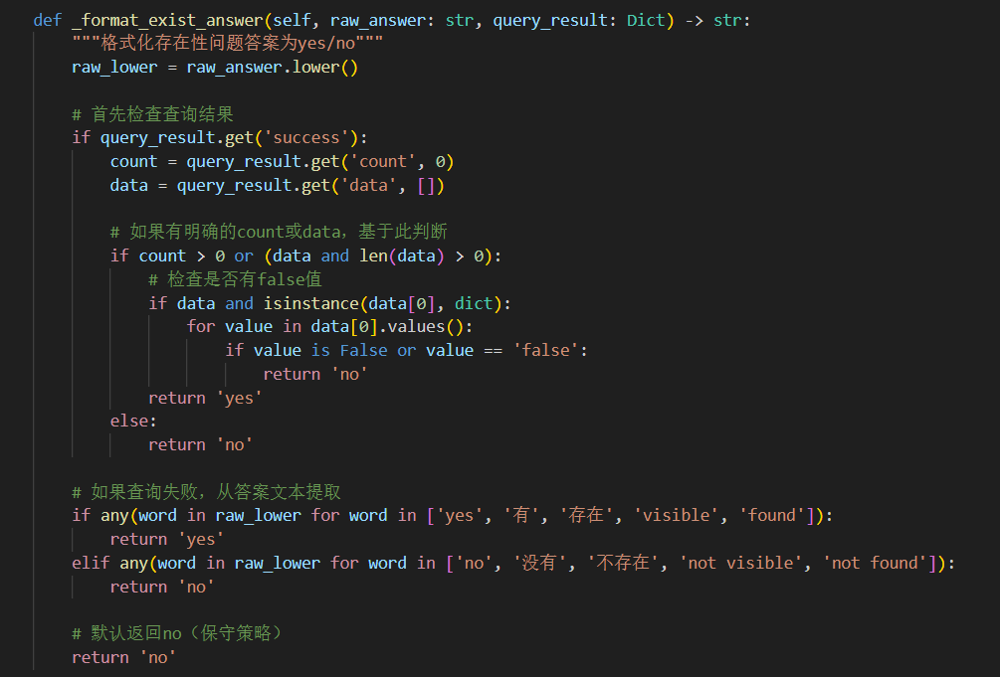 def _format_exist_answer(self, raw_answer: str, query_result: Dict) -> str:
    """格式化存在性问题答案为yes/no"""
    raw_lower = raw_answer.lower()

    # 首先检查查询结果
    if query_result.get('success'):
        count = query_result.get('count', 0)
        data = query_result.get('data', [])

        # 如果有明确的count或data，基于此判断
        if count > 0 or (data and len(data) > 0):
            # 检查是否有false值
            if data and isinstance(data[0], dict):
                for value in data[0].values():
                    if value is False or value == 'false':
                        return 'no'
            return 'yes'
        else:
            return 'no'

    # 如果查询失败，从答案文本提取
    if any(word in raw_lower for word in ['yes', '有', '存在', 'visible', 'found']):
        return 'yes'
    elif any(word in raw_lower for word in ['no', '没有', '不存在', 'not visible', 'not found']):
        return 'no'

    # 默认返回no（保守策略）
    return 'no'